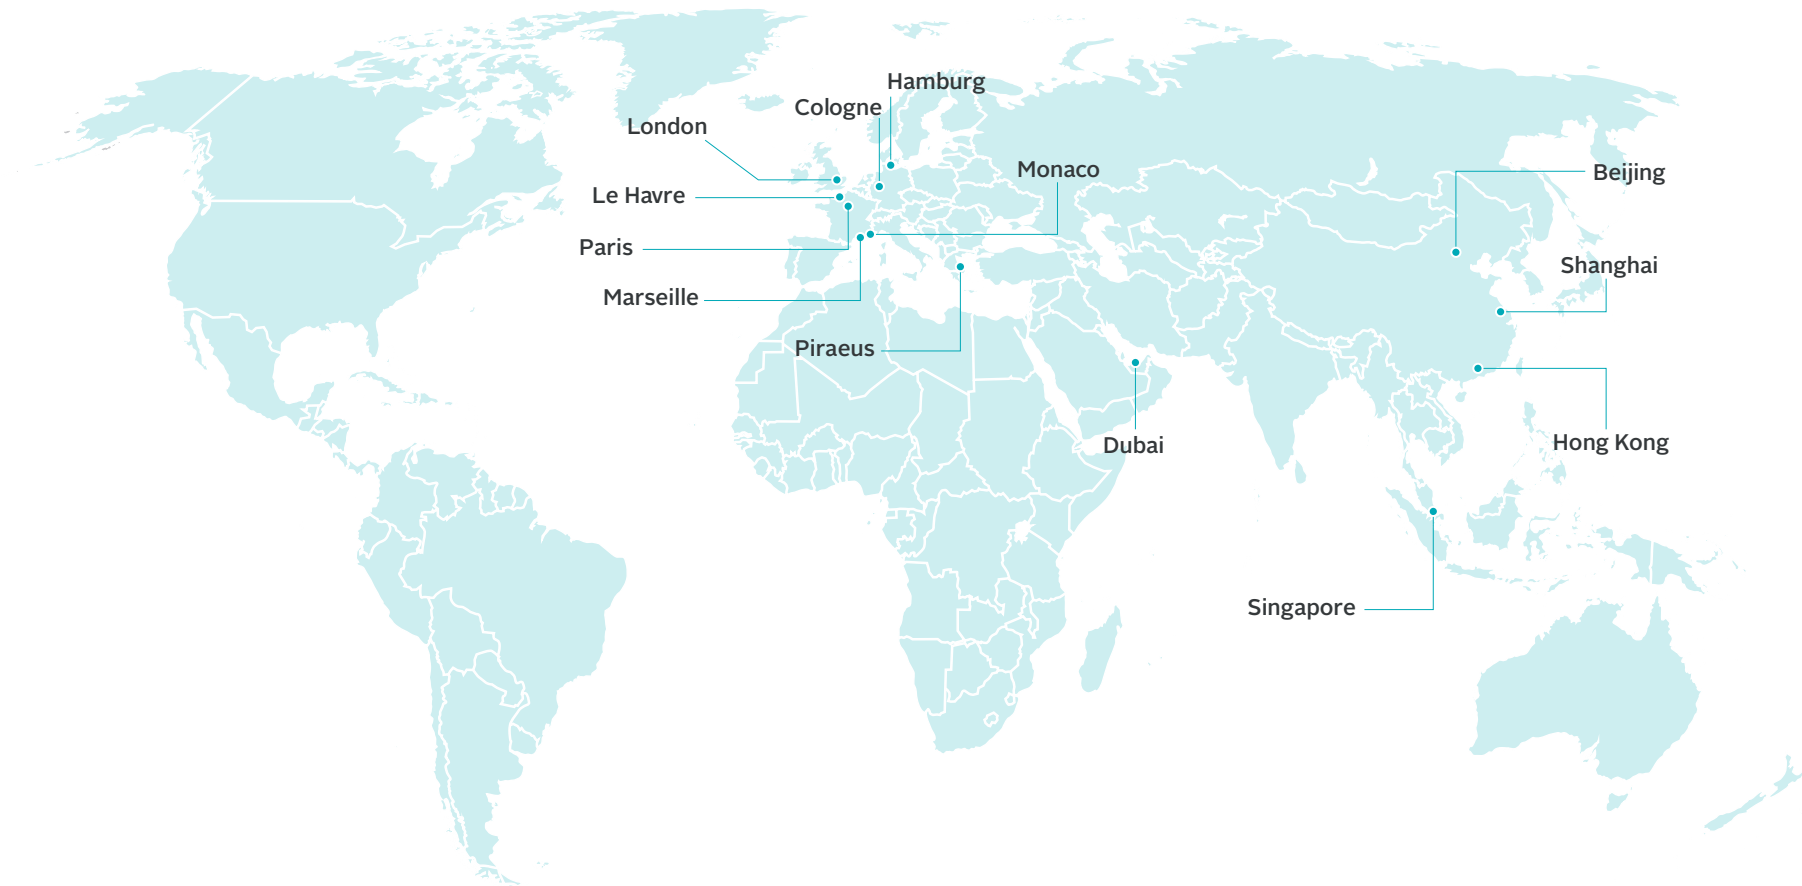 Hamburg
Cologne
London
Monaco
Beijing
Le Havre
Paris
Shanghai
Marseille
Piraeus
Dubai
Hong Kong
Singapore